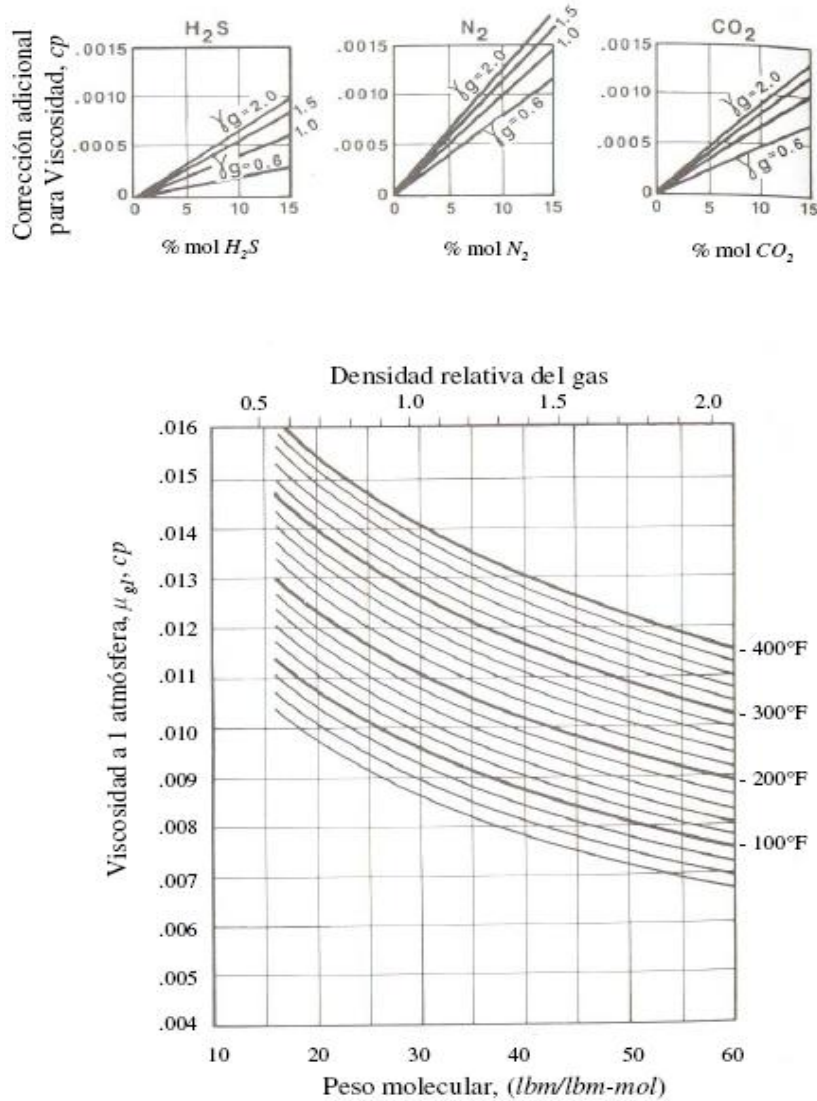 H₂S
N₂
CO₂
Corrección adicional
para Viscosidad, cp
.0015
.0010
.0005
0
γg=2.0
1.5
1.0
γg=0.6
0 5 10 15
% mol H₂S
.0015
.0010
.0005
0
γg=2.0
1.5
1.0
γg=0.6
0 5 10 15
% mol N₂
.0015
.0010
.0005
0
γg=2.0
γg=0.6
0 5 10 15
% mol CO₂
Densidad relativa del gas
0.5 1.0 1.5 2.0
Viscosidad a 1 atmósfera, μg1, cp
.016
.015
.014
.013
.012
.011
.010
.009
.008
.007
.006
.005
.004
- 400°F
- 300°F
- 200°F
- 100°F
10 20 30 40 50 60
Peso molecular, (lbm/lbm-mol)